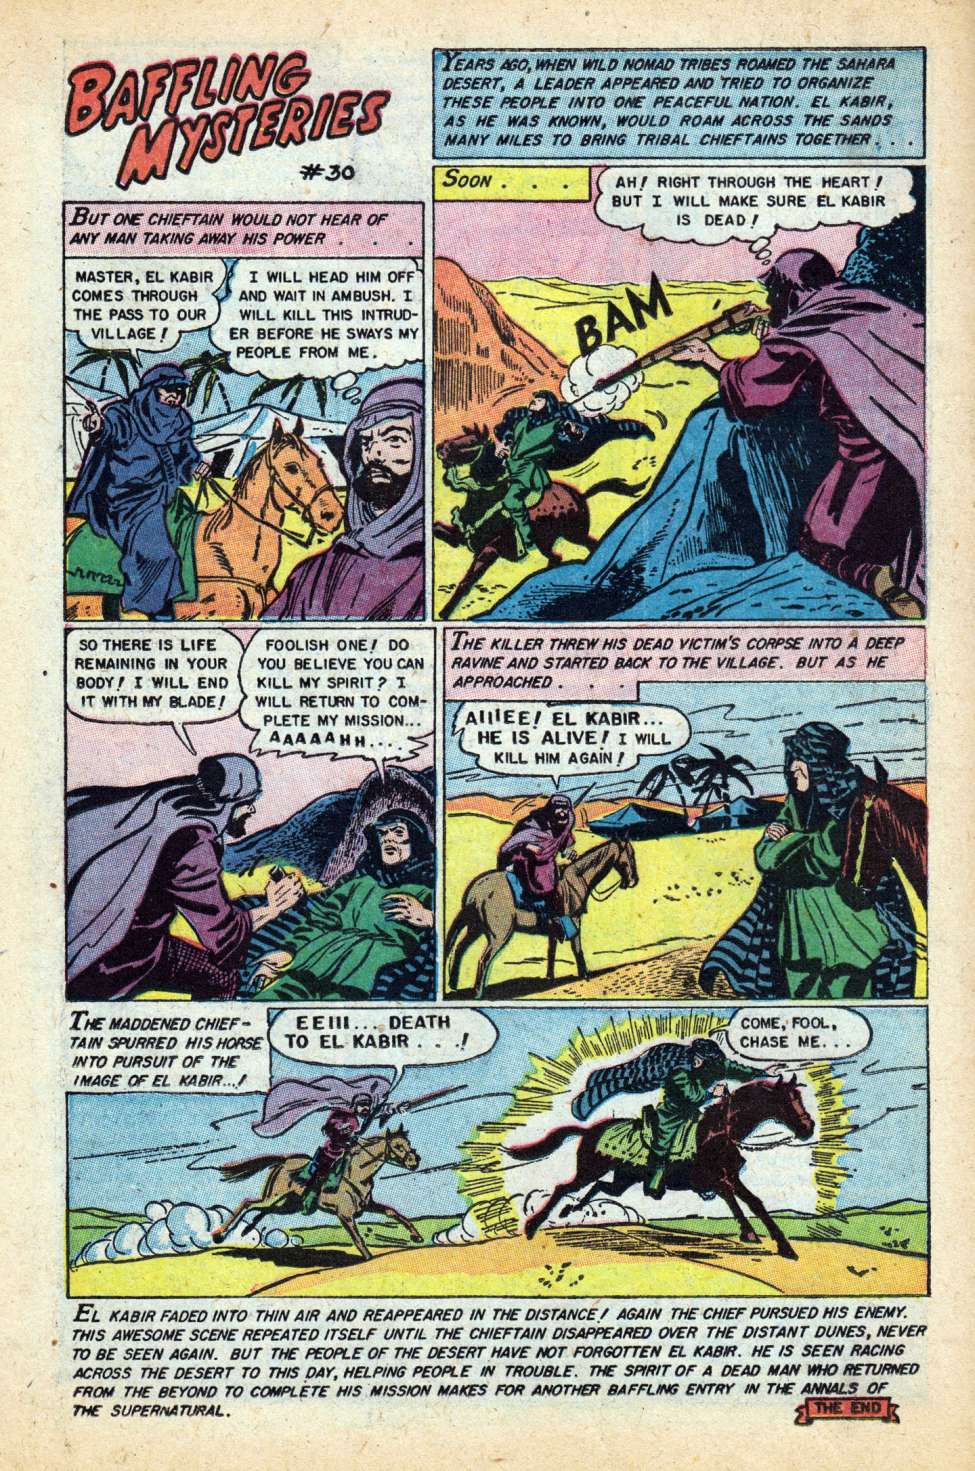 BAFFLING
MYSTERIES
#30
YEARS AGO, WHEN WILD NOMAD TRIBES ROAMED THE SAHARA
DESERT, A LEADER APPEARED AND TRIED TO ORGANIZE
THESE PEOPLE INTO ONE PEACEFUL NATION. EL KABIR,
AS HE WAS KNOWN, WOULD ROAM ACROSS THE SANDS
MANY MILES TO BRING TRIBAL CHIEFTAINS TOGETHER . . .
BUT ONE CHIEFTAIN WOULD NOT HEAR OF
ANY MAN TAKING AWAY HIS POWER . . .
MASTER, EL KABIR
COMES THROUGH
THE PASS TO OUR
VILLAGE!
I WILL HEAD HIM OFF
AND WAIT IN AMBUSH. I
WILL KILL THIS INTRUD-
ER BEFORE HE SWAYS MY
PEOPLE FROM ME.
SOON . . .
AH! RIGHT THROUGH THE HEART!
BUT I WILL MAKE SURE EL KABIR
IS DEAD!
BAM
SO THERE IS LIFE
REMAINING IN YOUR
BODY! I WILL END
IT WITH MY BLADE!
FOOLISH ONE! DO
YOU BELIEVE YOU CAN
KILL MY SPIRIT? I
WILL RETURN TO COM-
PLETE MY MISSION...
AAAAAHH....
THE KILLER THREW HIS DEAD VICTIM'S CORPSE INTO A DEEP
RAVINE AND STARTED BACK TO THE VILLAGE. BUT AS HE
APPROACHED . . .
AIIIEE! EL KABIR...
HE IS ALIVE! I WILL
KILL HIM AGAIN!
THE MADDENED CHIEF-
TAIN SPURRED HIS HORSE
INTO PURSUIT OF THE
IMAGE OF EL KABIR...!
EEIII... DEATH
TO EL KABIR . . .!
COME, FOOL,
CHASE ME...
EL KABIR FADED INTO THIN AIR AND REAPPEARED IN THE DISTANCE! AGAIN THE CHIEF PURSUED HIS ENEMY.
THIS AWESOME SCENE REPEATED ITSELF UNTIL THE CHIEFTAIN DISAPPEARED OVER THE DISTANT DUNES, NEVER
TO BE SEEN AGAIN. BUT THE PEOPLE OF THE DESERT HAVE NOT FORGOTTEN EL KABIR. HE IS SEEN RACING
ACROSS THE DESERT TO THIS DAY, HELPING PEOPLE IN TROUBLE. THE SPIRIT OF A DEAD MAN WHO RETURNED
FROM THE BEYOND TO COMPLETE HIS MISSION MAKES FOR ANOTHER BAFFLING ENTRY IN THE ANNALS OF
THE SUPERNATURAL.
THE END